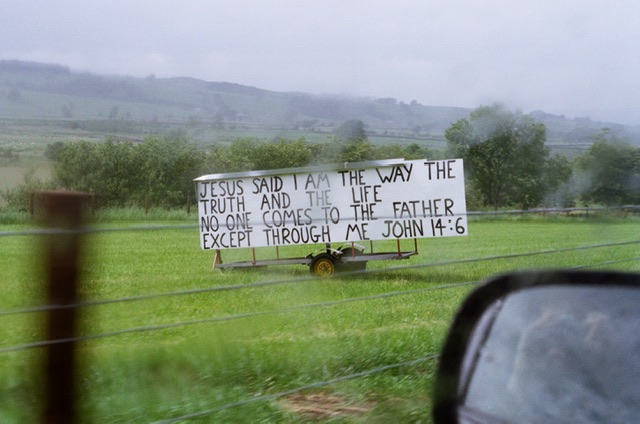 JESUS SAID I AM THE WAY THE
TRUTH AND THE LIFE
NO ONE COMES TO THE FATHER
EXCEPT THROUGH ME JOHN 14:6